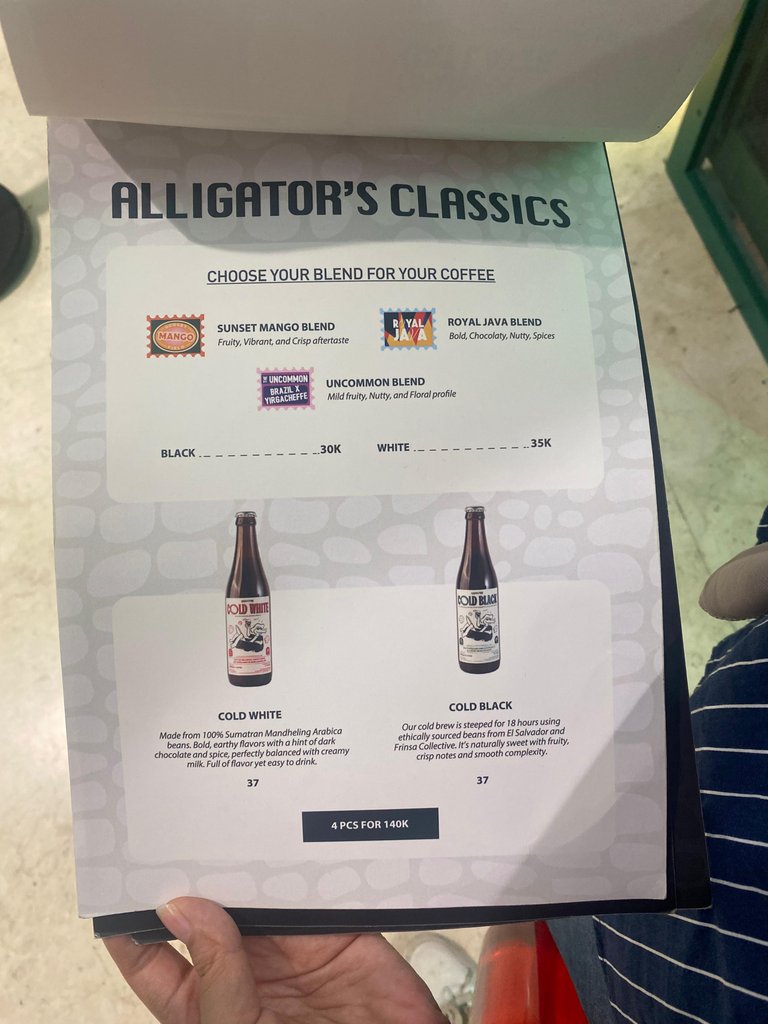 ALLIGATOR'S CLASSICS
CHOOSE YOUR BLEND FOR YOUR COFFEE
MANGO
SUNSET MANGO BLEND
Fruity, Vibrant, and Crisp aftertaste
ROYAL
JAVA
ROYAL JAVA BLEND
Bold, Chocolaty, Nutty, Spices
UNCOMMON
BRAZIL X
YIRGACHEFFE
UNCOMMON BLEND
Mild fruity, Nutty, and Floral profile
BLACK _ _ _ _ _ _ _ _ _ _ 30K
WHITE _ _ _ _ _ _ _ _ _ _ 35K
COLD WHITE
COLD BLACK
COLD WHITE
Made from 100% Sumatran Mandheling Arabica
beans. Bold, earthy flavors with a hint of dark
chocolate and spice, perfectly balanced with creamy
milk. Full of flavor yet easy to drink.
37
COLD BLACK
Our cold brew is steeped for 18 hours using
ethically sourced beans from El Salvador and
Frinsa Collective. It's naturally sweet with fruity,
crisp notes and smooth complexity.
37
4 PCS FOR 140K